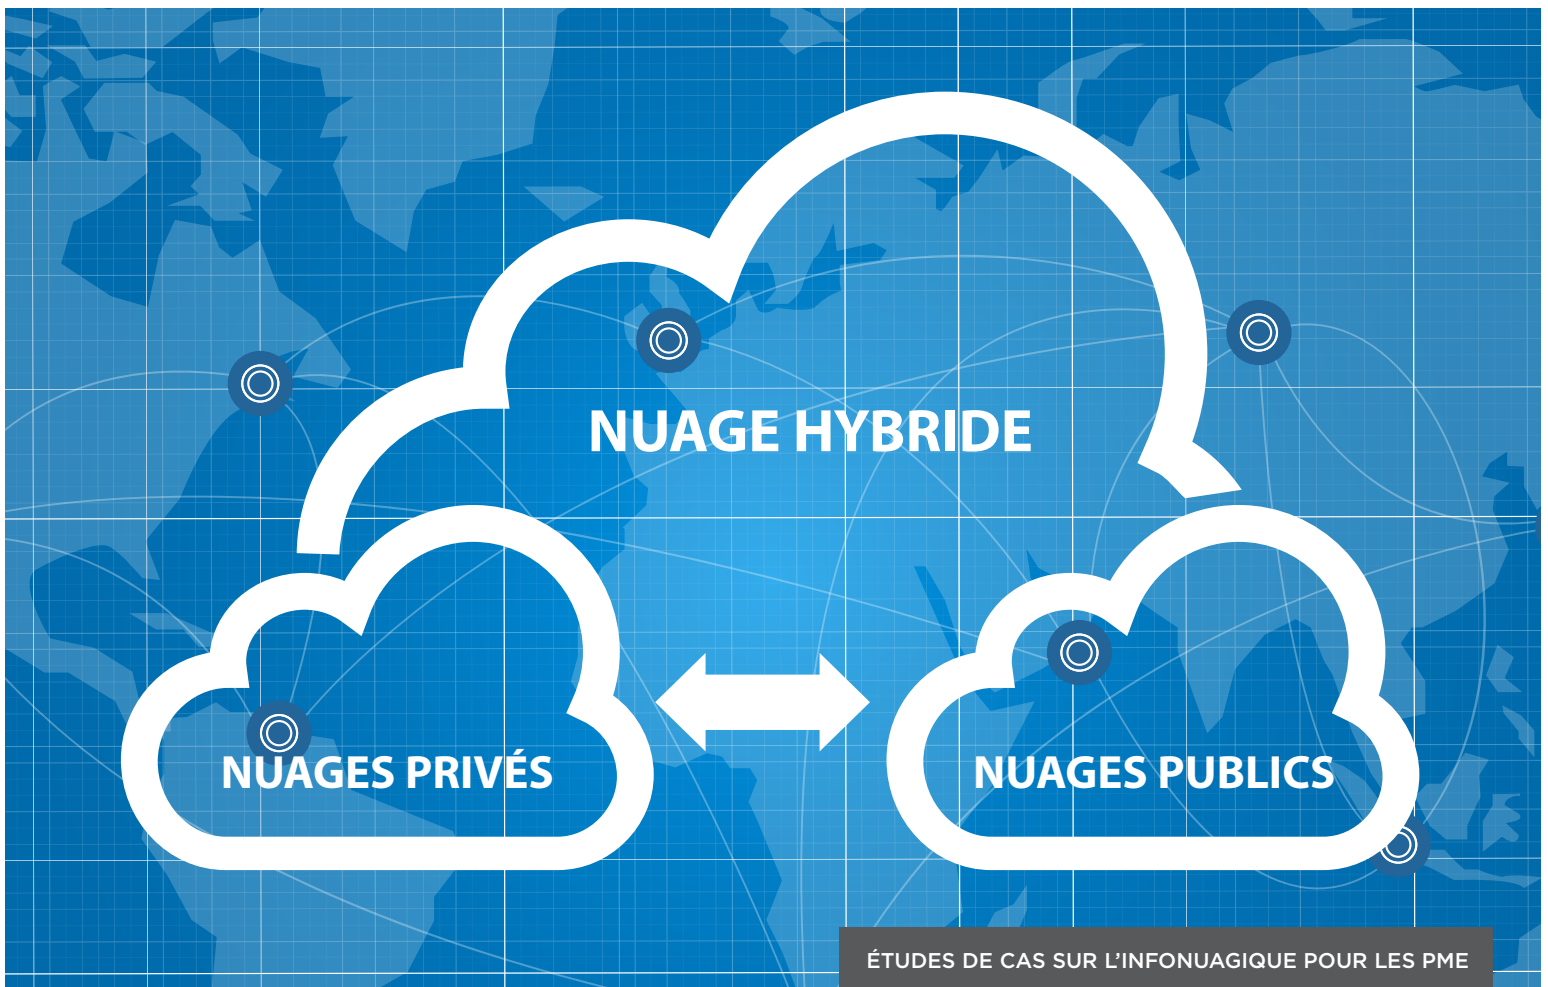 NUAGE HYBRIDE
NUAGES PRIVÉS
NUAGES PUBLICS
ÉTUDES DE CAS SUR L’INFONUAGIQUE POUR LES PME